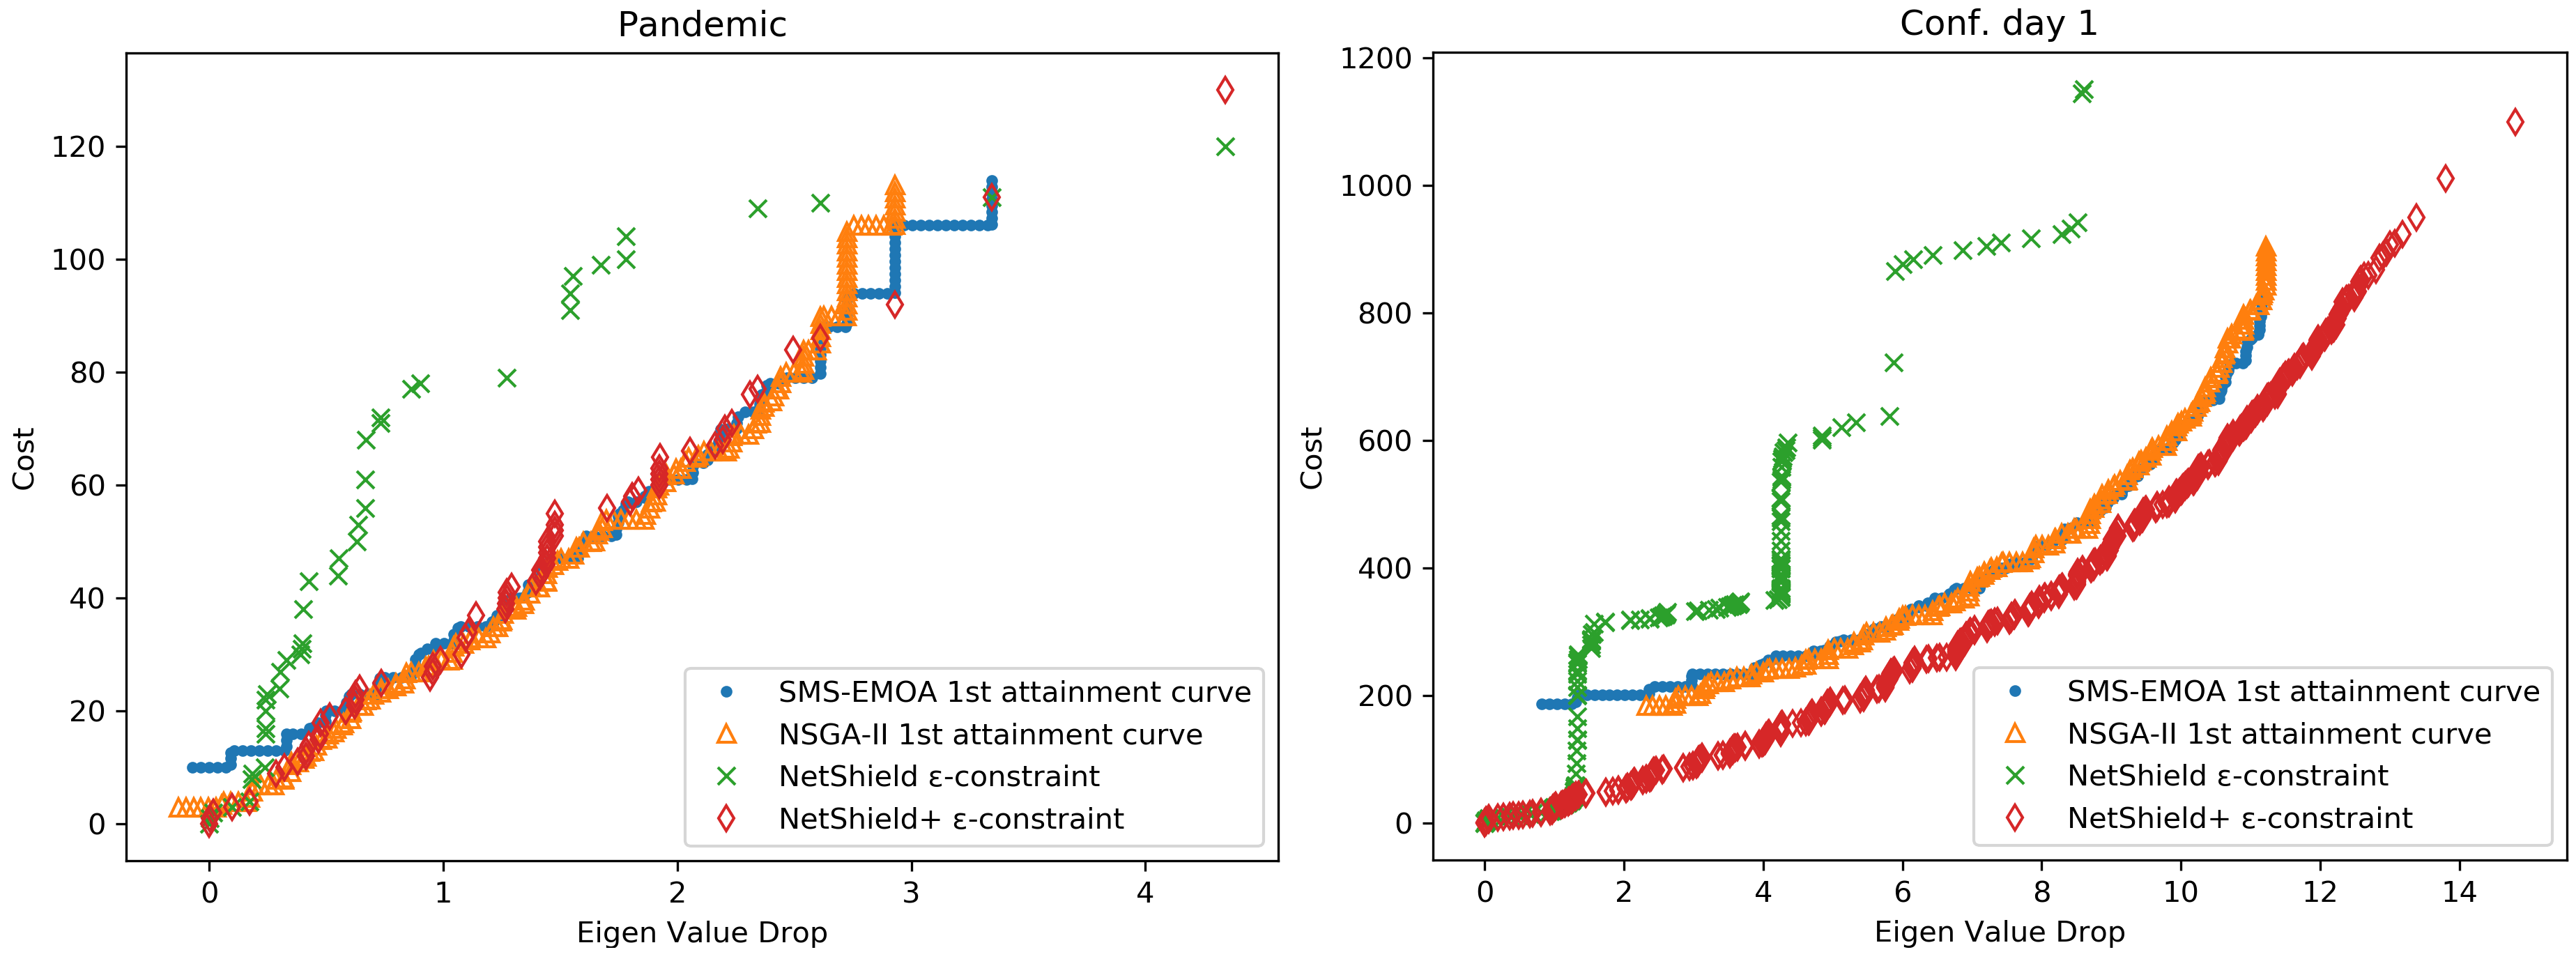 Pandemic
120
100
80
60
40
20
0
Cost
0 1 2 3 4
Eigen Value Drop
SMS-EMOA 1st attainment curve
NSGA-II 1st attainment curve
NetShield ε-constraint
NetShield+ ε-constraint
Conf. day 1
1200
1000
800
600
400
200
0
Cost
0 2 4 6 8 10 12 14
Eigen Value Drop
SMS-EMOA 1st attainment curve
NSGA-II 1st attainment curve
NetShield ε-constraint
NetShield+ ε-constraint